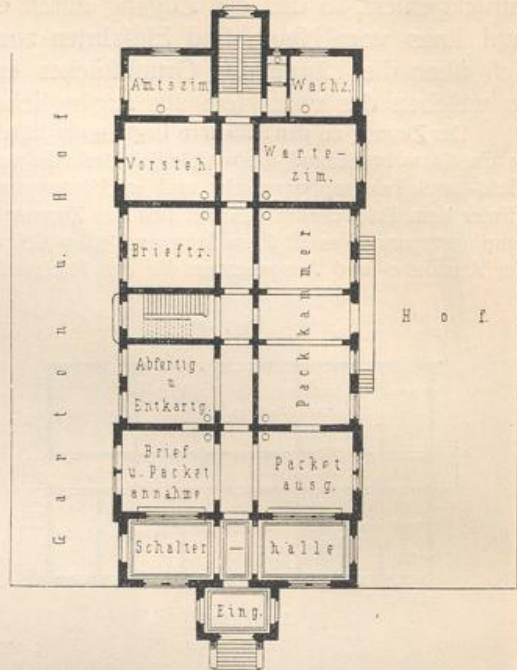 Amtszim.
Wachz.
Vorsteh.
Warte-
zim.
Brieftr.
Packkammer
Garten u. Hof
Hof.
Abfertig.
u
Entkartg.
Brief
u. Packet
annahme
Packet
ausg.
Schalter — halle
Eing.